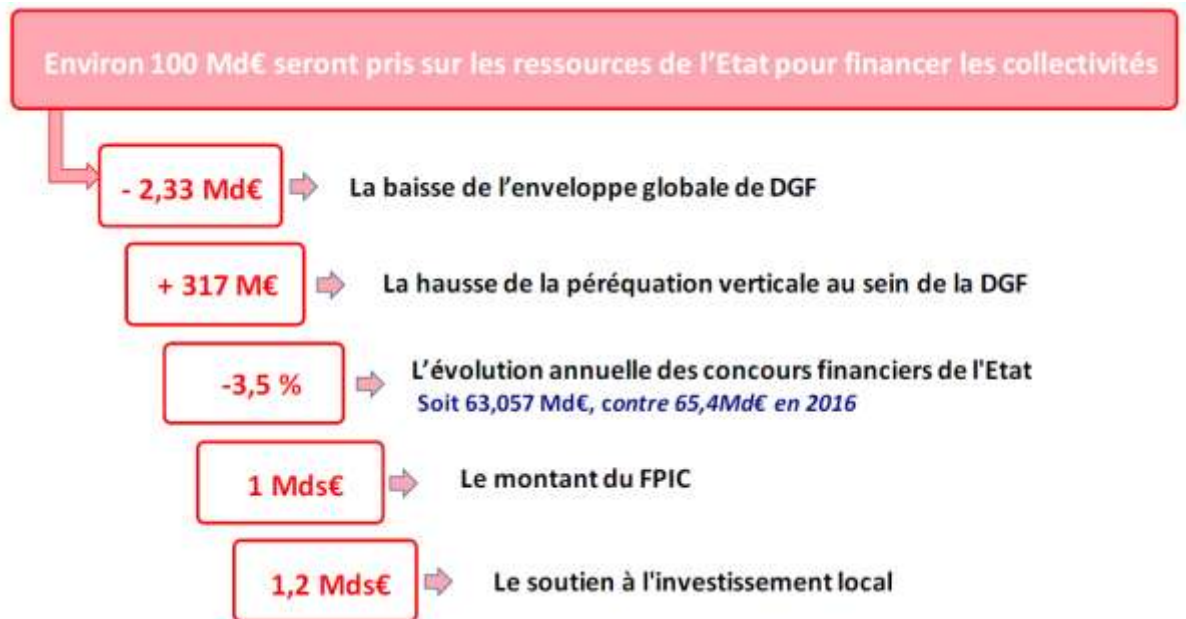 Environ 100 Md€ seront pris sur les ressources de l'Etat pour financer les collectivités
- 2,33 Md€ La baisse de l'enveloppe globale de DGF
+ 317 M€ La hausse de la péréquation verticale au sein de la DGF
-3,5 % L'évolution annuelle des concours financiers de l'Etat
Soit 63,057 Md€, contre 65,4Md€ en 2016
1 Mds€ Le montant du FPIC
1,2 Mds€ Le soutien à l'investissement local